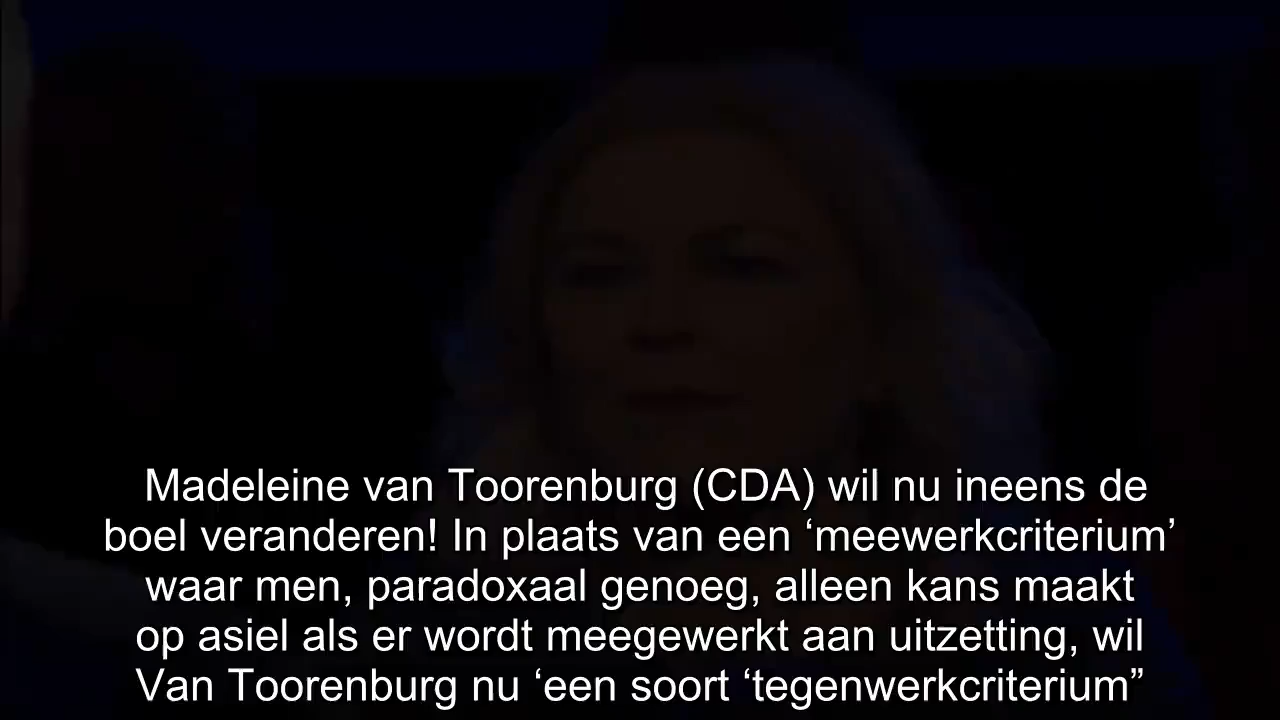 Madeleine van Toorenburg (CDA) wil nu ineens de
boel veranderen! In plaats van een ‘meewerkcriterium’
waar men, paradoxaal genoeg, alleen kans maakt
op asiel als er wordt meegewerkt aan uitzetting, wil
Van Toorenburg nu ‘een soort ‘tegenwerkcriterium”